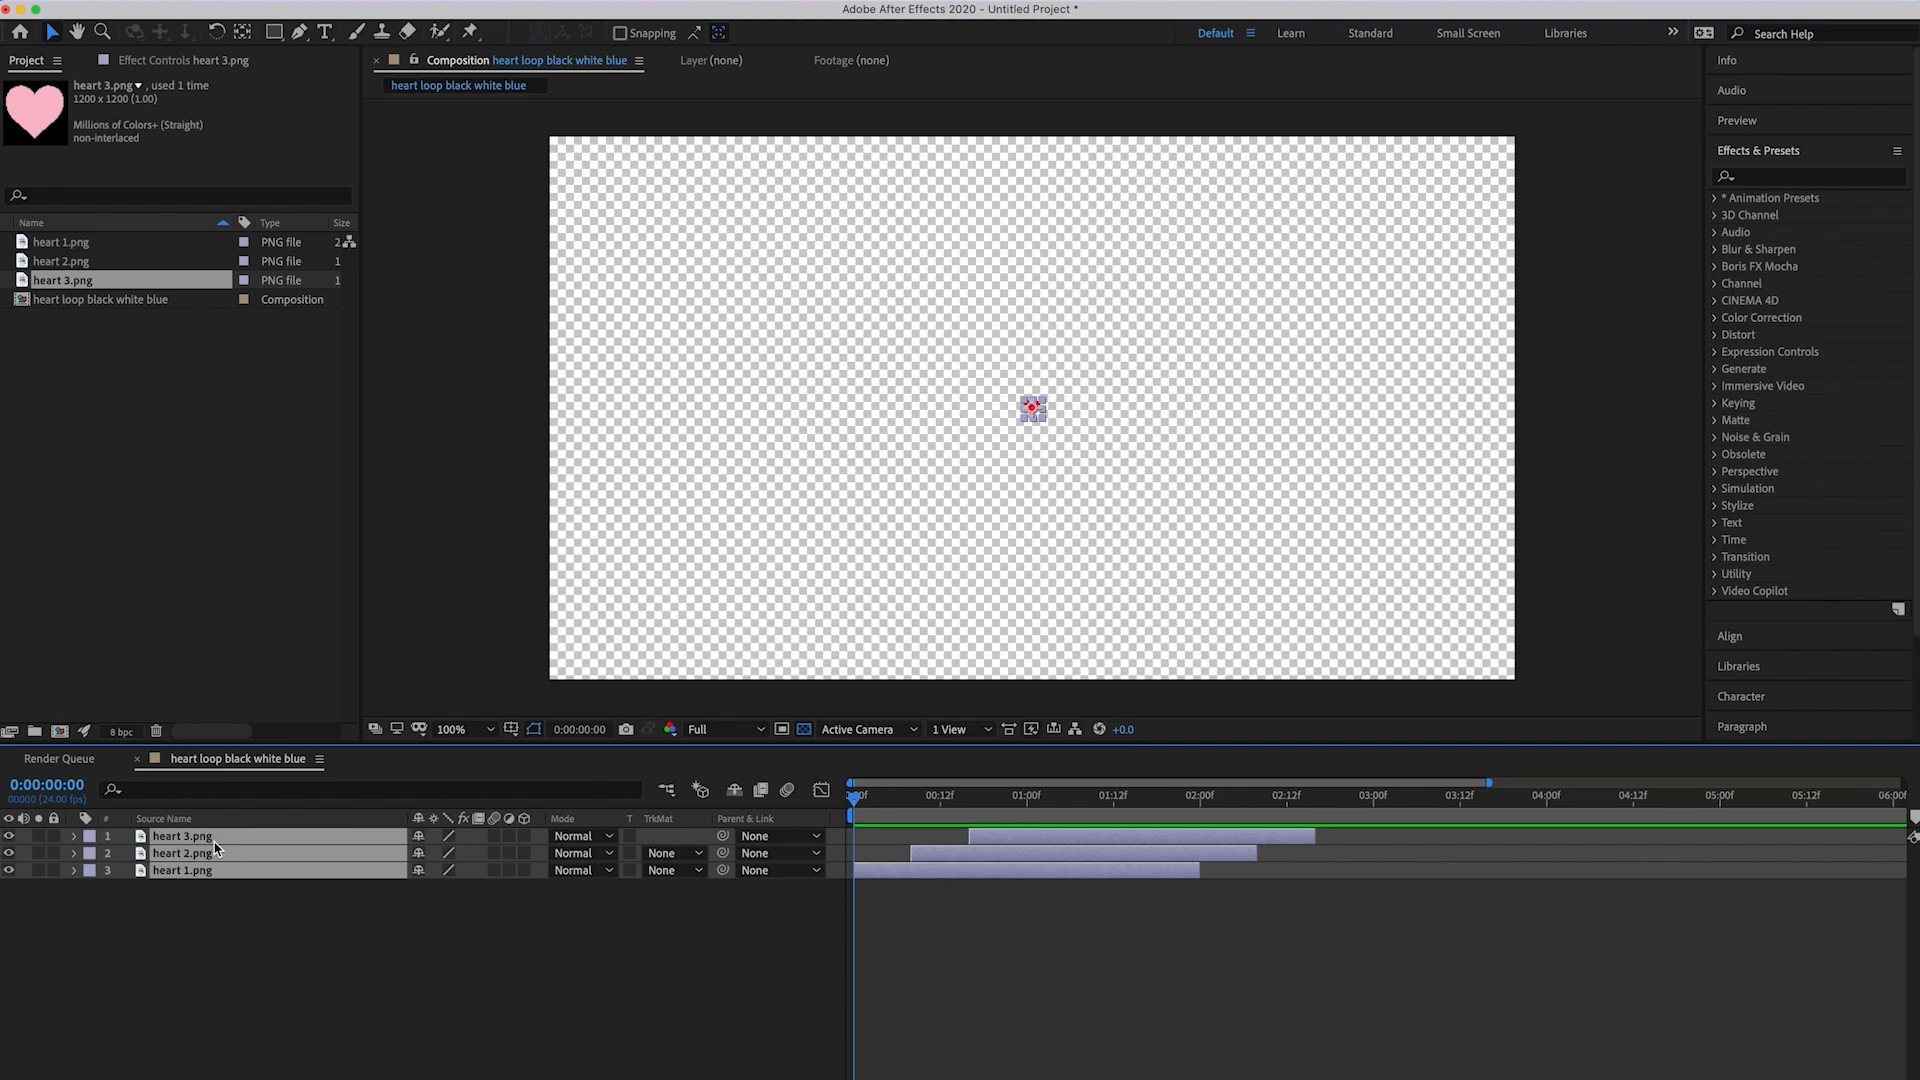 Adobe After Effects 2020 - Untitled Project *
Snapping
Default
Learn
Standard
Small Screen
Libraries
Search Help
Project
Effect Controls heart 3.png
Composition heart loop black white blue
Layer (none)
Footage (none)
heart loop black white blue
heart 3.png , used 1 time
1200 x 1200 (1.00)
Millions of Colors+ (Straight)
non-interlaced
Name
Type
Size
heart 1.png
PNG file
2
heart 2.png
PNG file
1
heart 3.png
PNG file
1
heart loop black white blue
Composition
8 bpc
100%
0:00:00:00
Full
Active Camera
1 View
+0.0
Info
Audio
Preview
Effects & Presets
* Animation Presets
3D Channel
Audio
Blur & Sharpen
Boris FX Mocha
Channel
CINEMA 4D
Color Correction
Distort
Expression Controls
Generate
Immersive Video
Keying
Matte
Noise & Grain
Obsolete
Perspective
Simulation
Stylize
Text
Time
Transition
Utility
Video Copilot
Align
Libraries
Character
Paragraph
Render Queue
heart loop black white blue
0:00:00:00
00000 (24.00 fps)
00:12f
01:00f
01:12f
02:00f
02:12f
03:00f
03:12f
04:00f
04:12f
05:00f
05:12f
06:00f
#
Source Name
fx
Mode
T
TrkMat
Parent & Link
1
heart 3.png
Normal
None
2
heart 2.png
Normal
None
None
3
heart 1.png
Normal
None
None